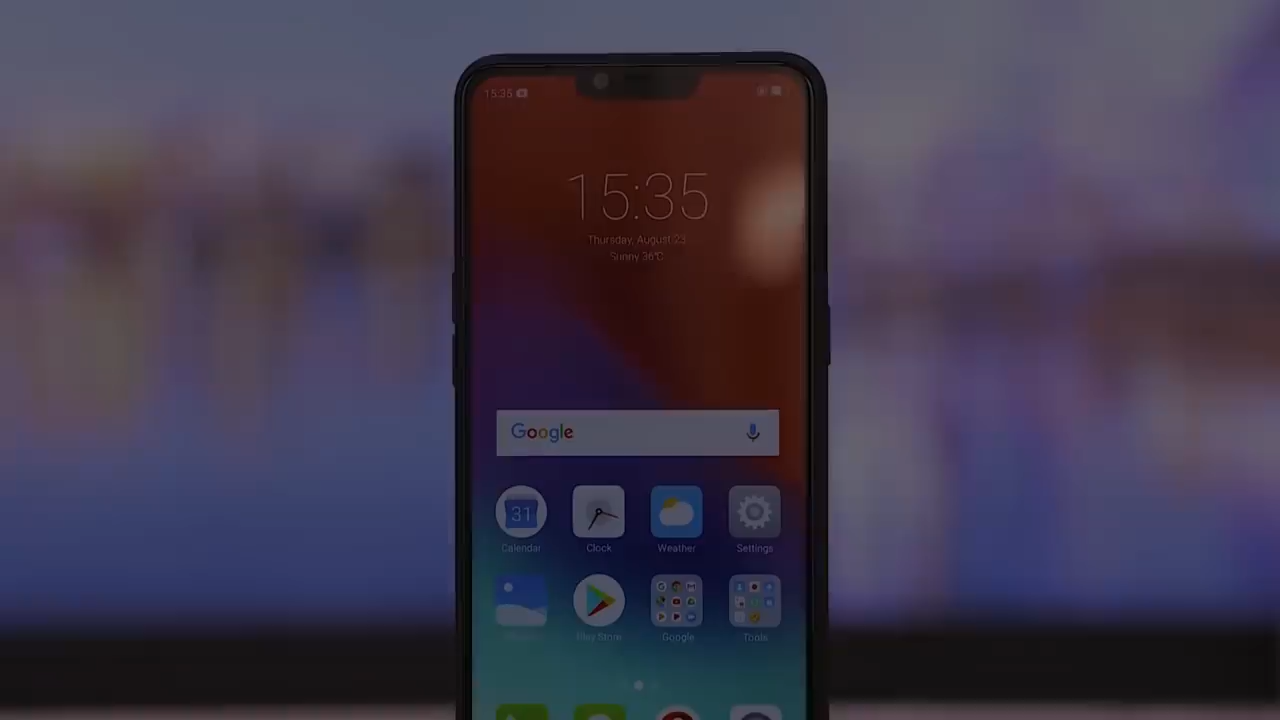 15:35
15:35
Thursday, August 23
Sunny 36°C
Google
31
Calendar
Clock
Weather
Settings
Play Store
Google
Tools